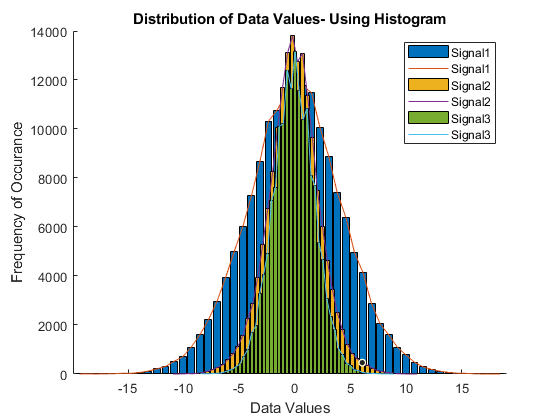 Distribution of Data Values- Using Histogram
14000
12000
10000
8000
6000
4000
2000
0
Frequency of Occurance
Signal1
Signal1
Signal2
Signal2
Signal3
Signal3
-15
-10
-5
0
5
10
15
Data Values